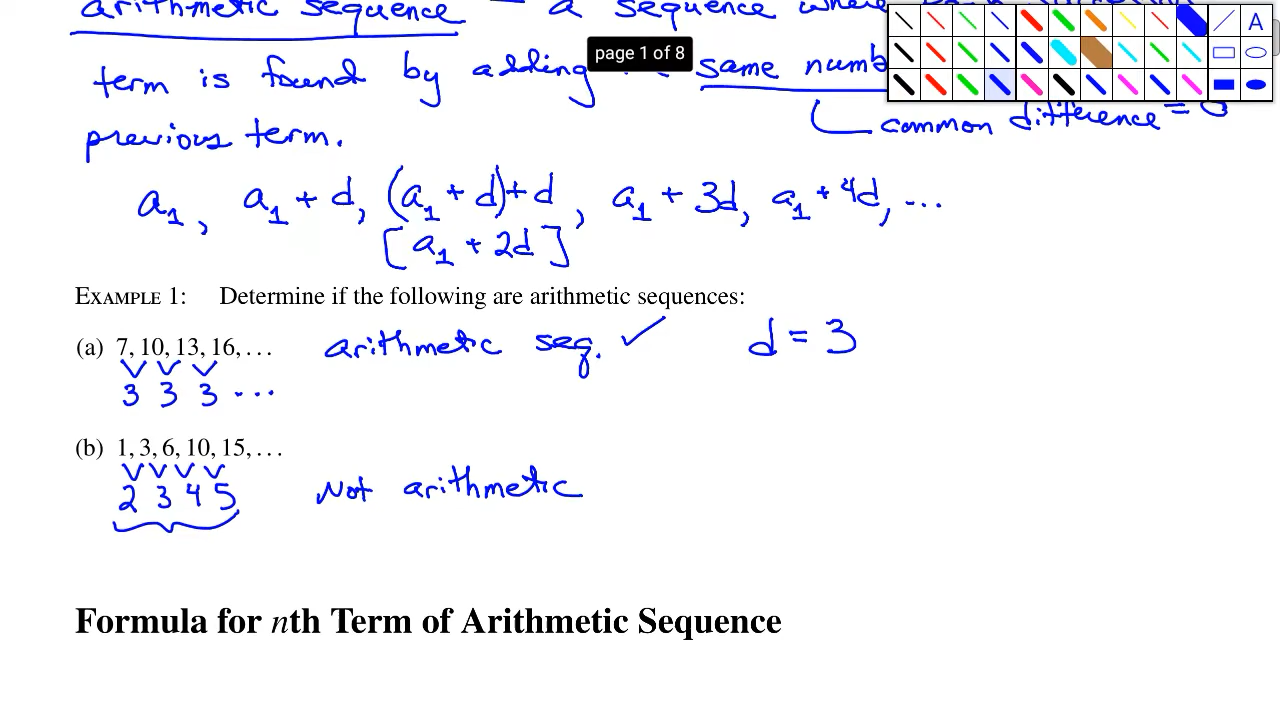 arithmetic sequence – a sequence where
page 1 of 8
term is found by adding same numb
common difference = d
previous term.
a₁, a₁ + d, (a₁ + d) + d, a₁ + 3d, a₁ + 4d, ...
[a₁ + 2d]
EXAMPLE 1: Determine if the following are arithmetic sequences:
(a) 7, 10, 13, 16, ... arithmetic seq. ✓ d = 3
3 3 3 ...
(b) 1, 3, 6, 10, 15, ...
2 3 4 5 Not arithmetic
Formula for nth Term of Arithmetic Sequence
A